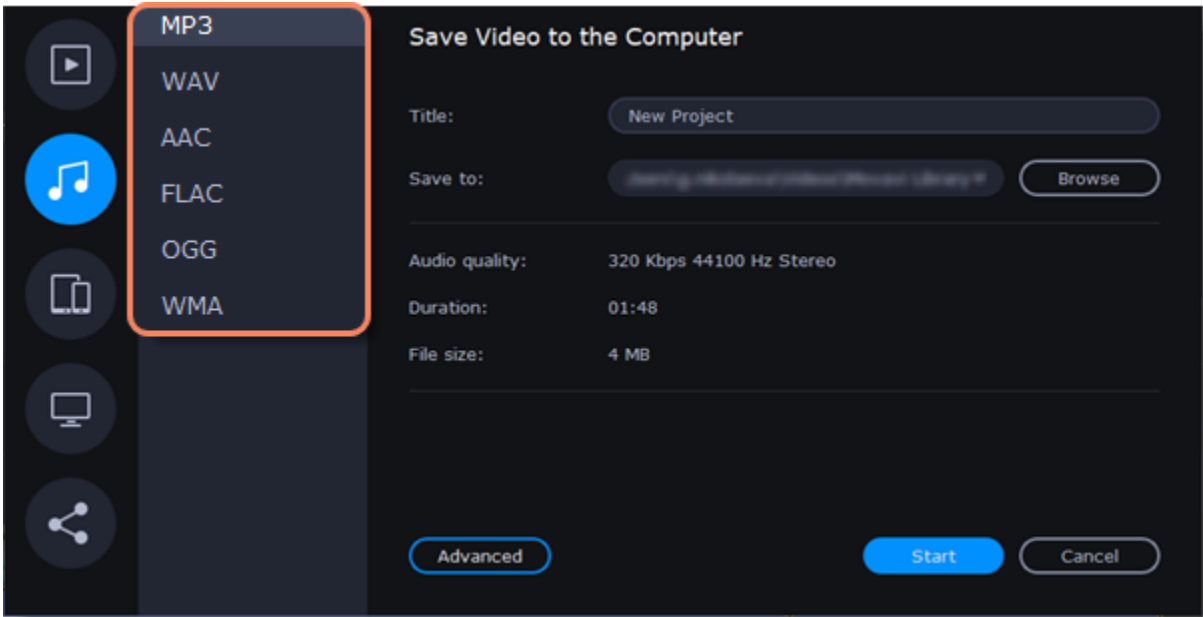 MP3
WAV
AAC
FLAC
OGG
WMA
Save Video to the Computer
Title: New Project
Save to: Browse
Audio quality: 320 Kbps 44100 Hz Stereo
Duration: 01:48
File size: 4 MB
Advanced Start Cancel